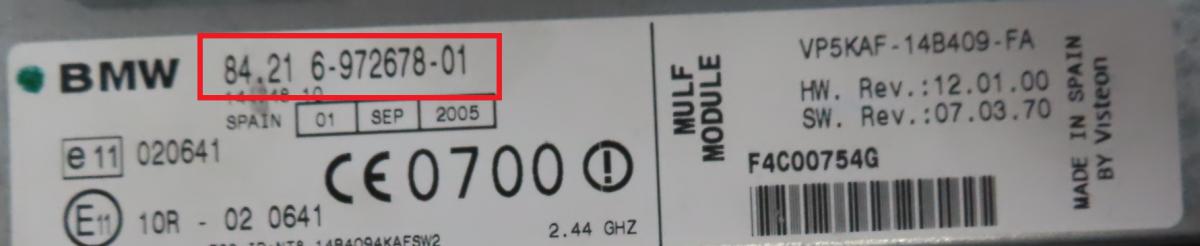 BMW 84.21 6-972678-01
SPAIN 01 SEP 2005
e11 020641
CE0700
E11 10R - 02 0641
2.44 GHZ
MULF
MODULE
VP5KAF-14B409-FA
HW. Rev.:12.01.00
SW. Rev.:07.03.70
F4C00754G
MADE IN SPAIN
BY Visteon